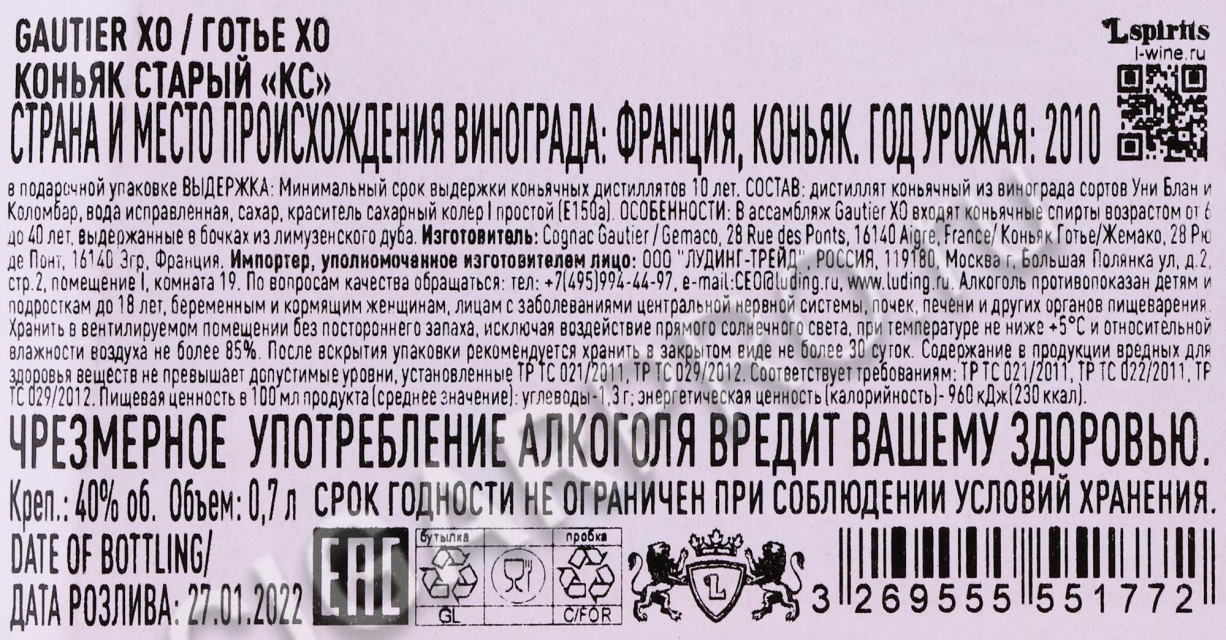 GAUTIER XO / ГОТЬЕ ХО
КОНЬЯК СТАРЫЙ «КС»
Lspirits
l-wine.ru
СТРАНА И МЕСТО ПРОИСХОЖДЕНИЯ ВИНОГРАДА: ФРАНЦИЯ, КОНЬЯК. ГОД УРОЖАЯ: 2010
в подарочной упаковке ВЫДЕРЖКА: Минимальный срок выдержки коньячных дистиллятов 10 лет. СОСТАВ: дистиллят коньячный из винограда сортов Уни Блан и
Коломбар, вода исправленная, сахар, краситель сахарный колер I простой (Е150а). ОСОБЕННОСТИ: В ассамбляж Gautier XO входят коньячные спирты возрастом от 6
до 40 лет, выдержанные в бочках из лимузенского дуба. Изготовитель: Cognac Gautier / Gemaco, 28 Rue des Ponts, 16140 Aigre, France/ Коньяк Готье/Жемако, 28 Рю
де Понт, 16140 Эгр, Франция. Импортер, уполномоченное изготовителем лицо: ООО "ЛУДИНГ-ТРЕЙД", РОССИЯ, 119180, Москва г, Большая Полянка ул, д.2,
стр.2, помещение I, комната 19. По вопросам качества обращаться: тел: +7(495)994-44-97, e-mail:CEO@luding.ru, www.luding.ru. Алкоголь противопоказан детям и
подросткам до 18 лет, беременным и кормящим женщинам, лицам с заболеваниями центральной нервной системы, почек, печени и других органов пищеварения.
Хранить в вентилируемом помещении без постороннего запаха, исключая воздействие прямого солнечного света, при температуре не ниже +5°С и относительной
влажности воздуха не более 85%. После вскрытия упаковки рекомендуется хранить в закрытом виде не более 30 суток. Содержание в продукции вредных для
здоровья веществ не превышает допустимые уровни, установленные ТР ТС 021/2011, ТР ТС 029/2012. Соответствует требованиям: ТР ТС 021/2011, ТР ТС 022/2011, ТР
ТС 029/2012. Пищевая ценность в 100 мл продукта (среднее значение): углеводы-1,3 г; энергетическая ценность (калорийность)- 960 кДж(230 ккал).
ЧРЕЗМЕРНОЕ УПОТРЕБЛЕНИЕ АЛКОГОЛЯ ВРЕДИТ ВАШЕМУ ЗДОРОВЬЮ.
Креп.: 40% об. Объем: 0,7 л СРОК ГОДНОСТИ НЕ ОГРАНИЧЕН ПРИ СОБЛЮДЕНИИ УСЛОВИЙ ХРАНЕНИЯ.
DATE OF BOTTLING/
ДАТА РОЗЛИВА: 27.01.2022
EAC
бутылка
GL
пробка
C/FOR
L
3 269555 551772